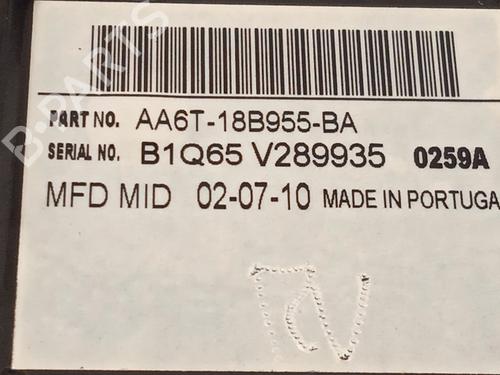 B-PARTS
PART NO. AA6T-18B955-BA
SERIAL NO. B1Q65 V289935 0259A
MFD MID 02-07-10 MADE IN PORTUGA